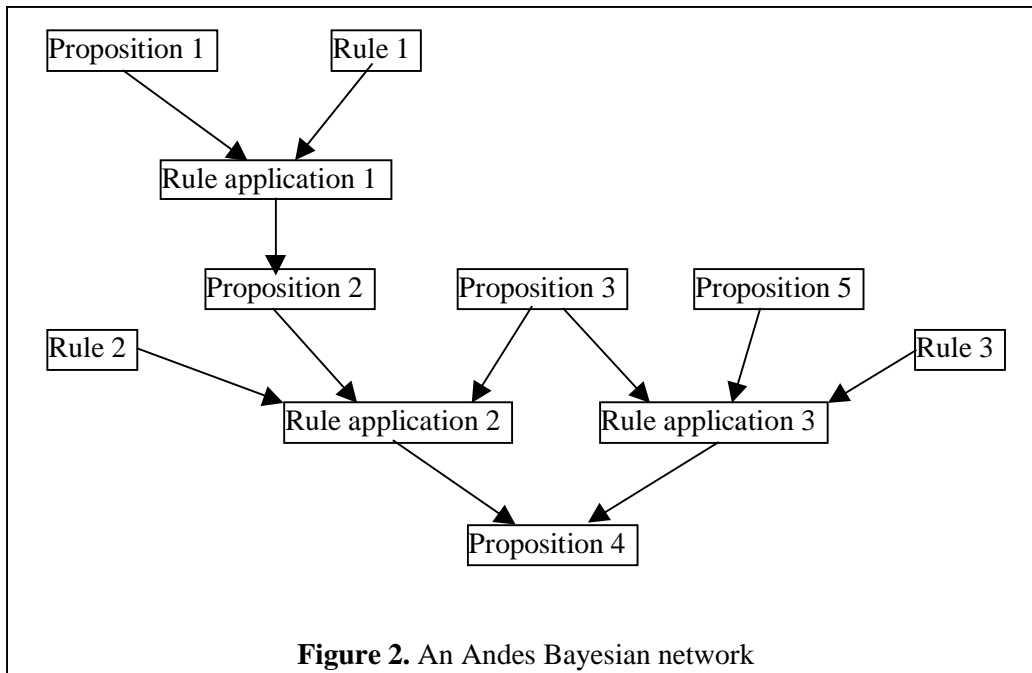 Proposition 1
Rule 1
Rule application 1
Proposition 2
Proposition 3
Proposition 5
Rule 2
Rule 3
Rule application 2
Rule application 3
Proposition 4
Figure 2. An Andes Bayesian network